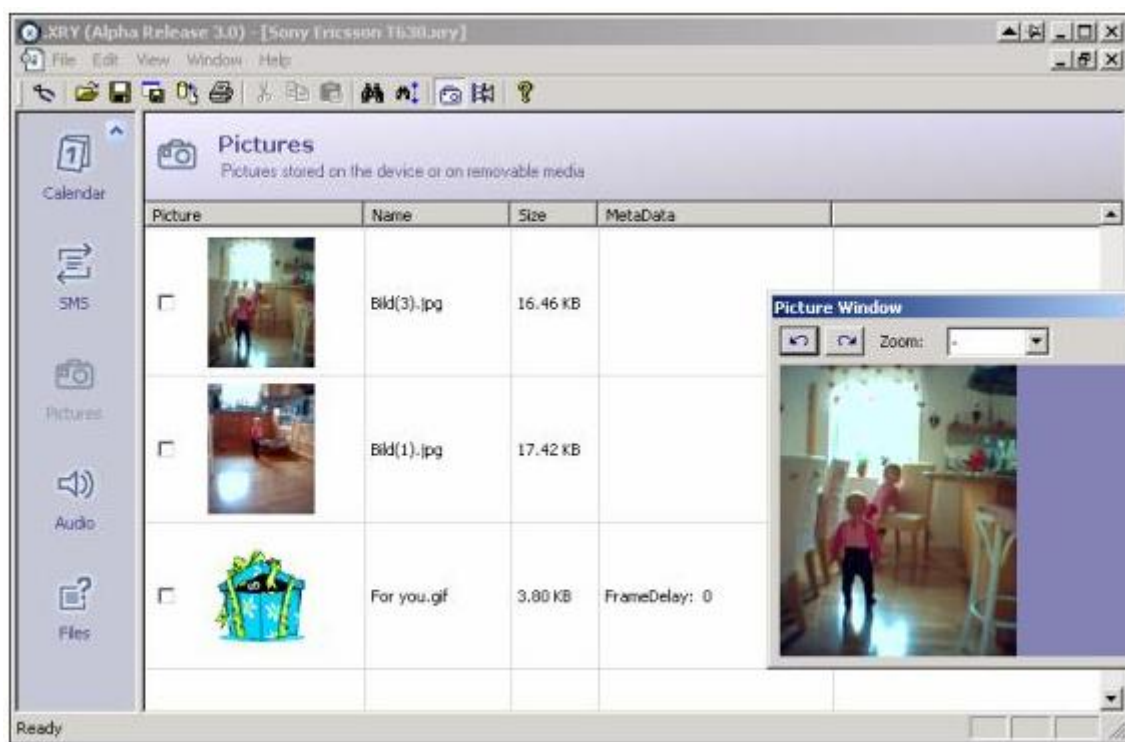 .XRY (Alpha Release 3.0) - [Sony Ericsson T630.xry]
File Edit View Window Help
Pictures
Pictures stored on the device or on removable media
Calendar
SMS
Pictures
Audio
Files
Picture Name Size MetaData
Bild(3).jpg 16.46 KB
Bild(1).jpg 17.42 KB
For you.gif 3.80 KB FrameDelay: 0
Picture Window
Zoom: -
Ready